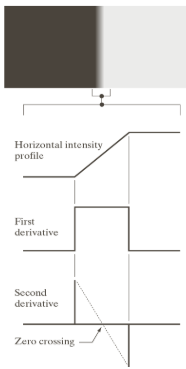 Horizontal intensity
profile
First
derivative
Second
derivative
Zero crossing